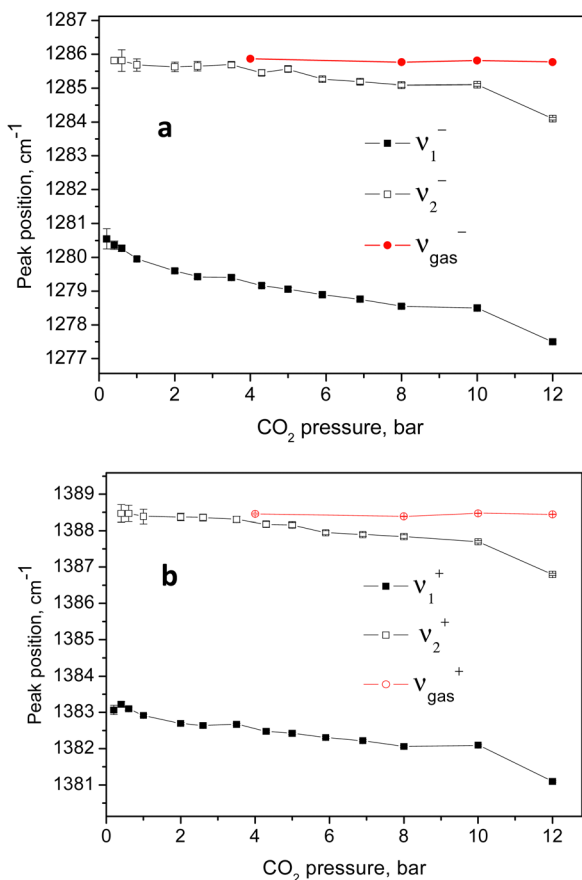 1287
1286
1285
1284
1283
1282
1281
1280
1279
1278
1277
Peak position, cm⁻¹
a
ν₁⁻
ν₂⁻
ν_gas⁻
0 2 4 6 8 10 12
CO₂ pressure, bar
1389
1388
1387
1386
1385
1384
1383
1382
1381
Peak position, cm⁻¹
b
ν₁⁺
ν₂⁺
ν_gas⁺
0 2 4 6 8 10 12
CO₂ pressure, bar